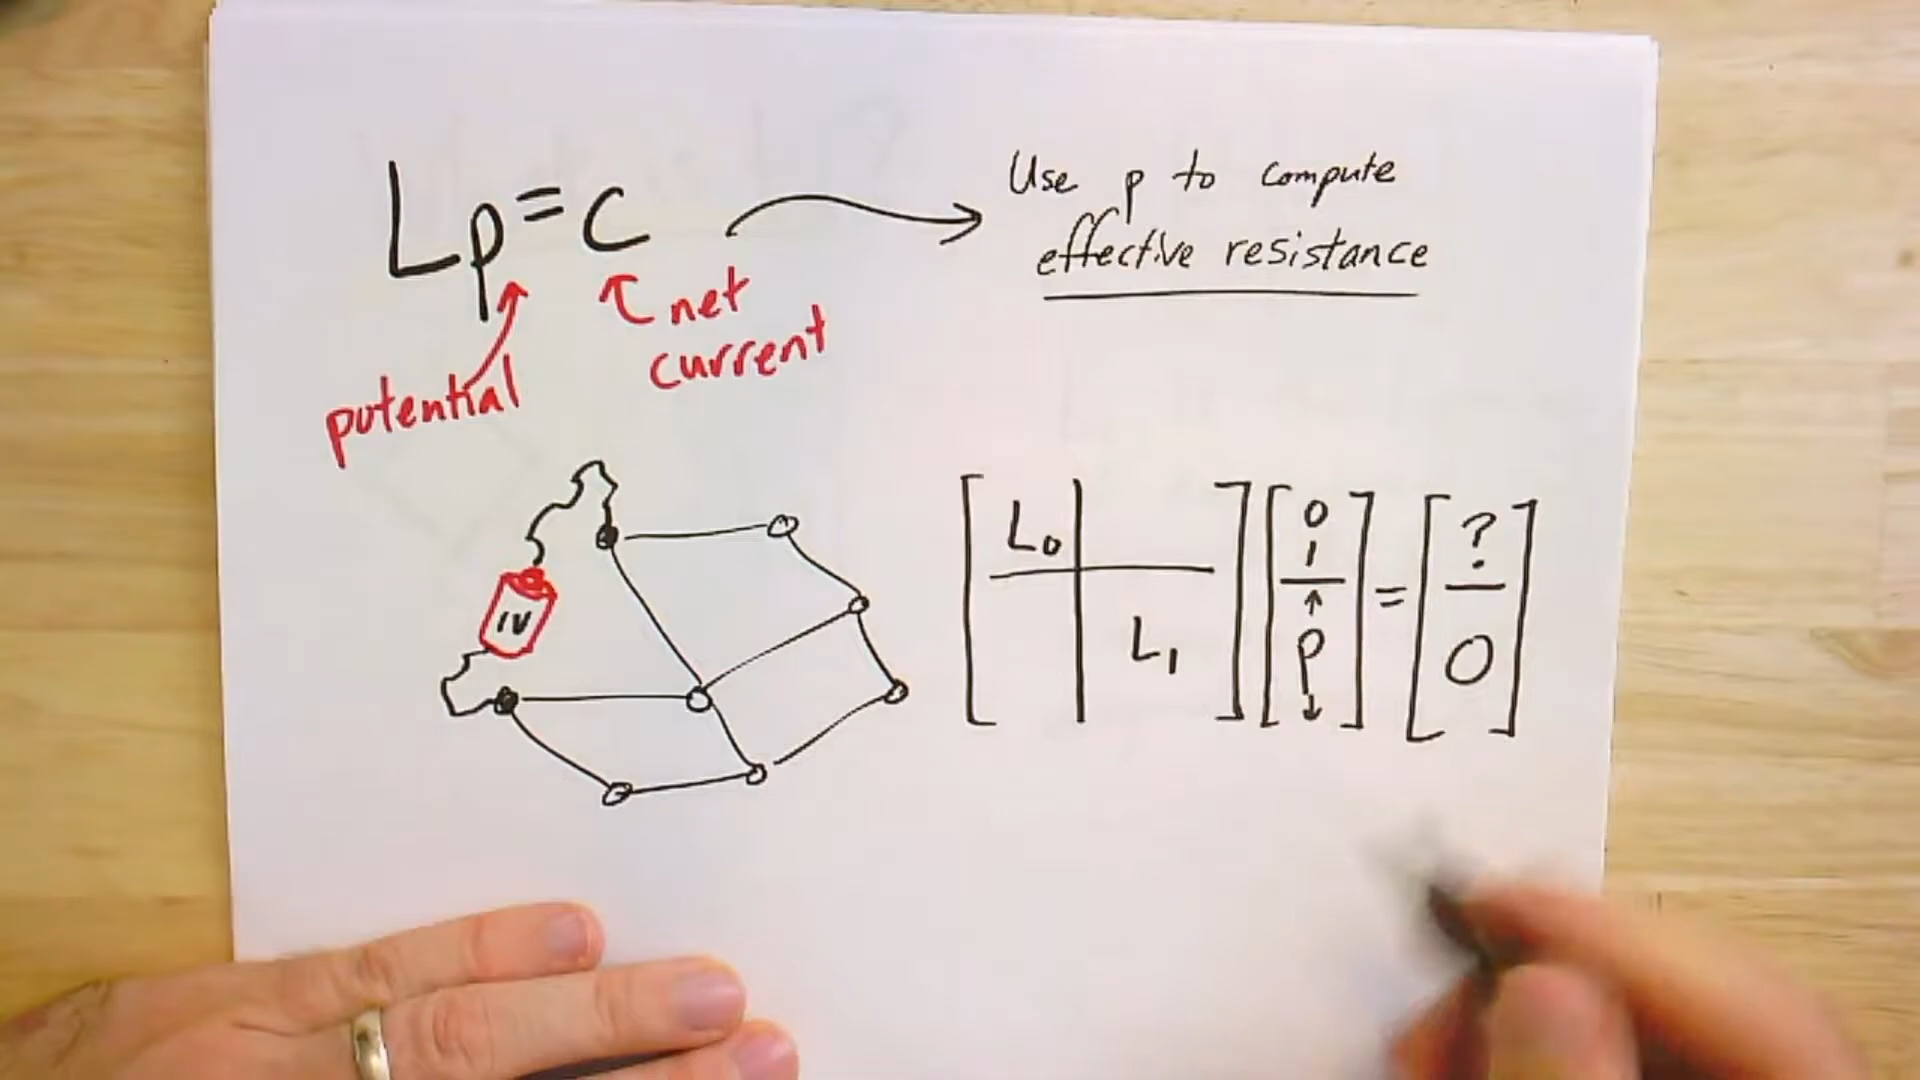 Lp=c
Use p to compute
effective resistance
net
current
potential
1V
L0
L1
0
1
p
=
?
0